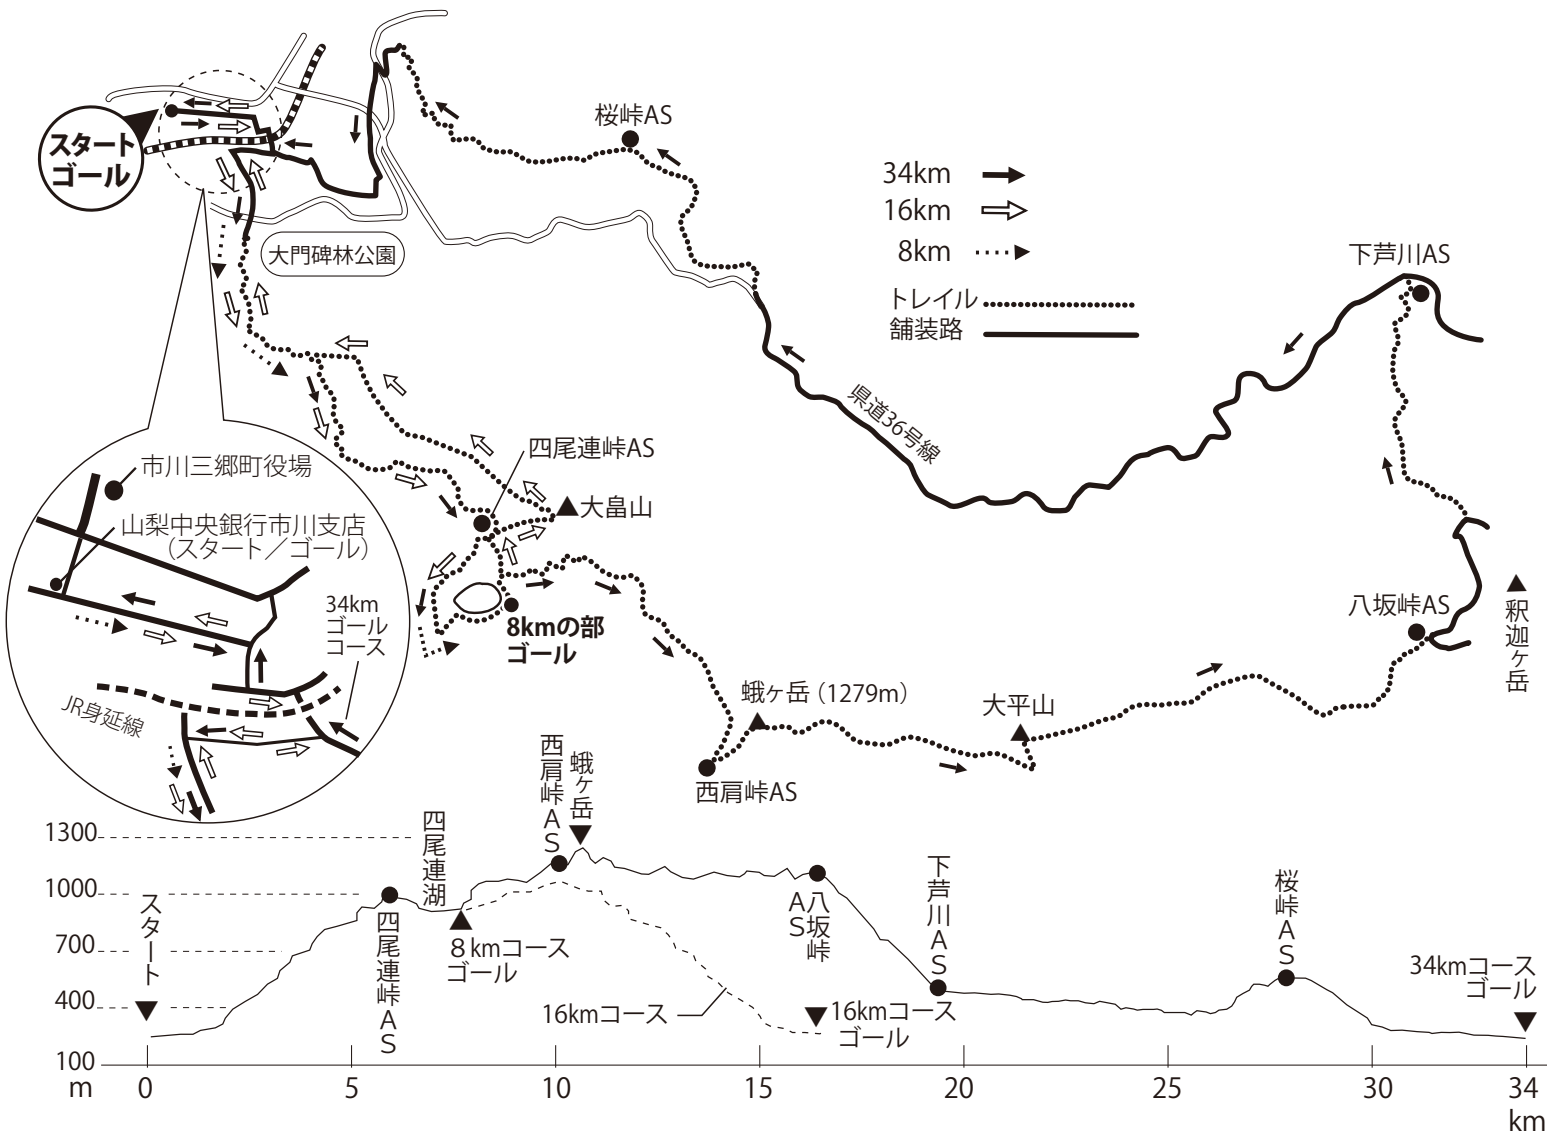 スタート
ゴール
桜峠AS
34km
16km
8km
トレイル
舗装路
下芦川AS
大門碑林公園
県道36号線
四尾連峠AS
大畠山
市川三郷町役場
山梨中央銀行市川支店
（スタート／ゴール）
34km
ゴール
コース
JR身延線
8kmの部
ゴール
八坂峠AS
釈迦ヶ岳
蛾ヶ岳（1279m）
大平山
西肩峠AS
1300
1000
700
400
100
m
スタート
四尾連峠AS
四尾連湖
8kmコース
ゴール
西肩峠AS
蛾ヶ岳
16kmコース
八坂峠
AS
16kmコース
ゴール
下芦川AS
桜峠AS
34kmコース
ゴール
0
5
10
15
20
25
30
34
km